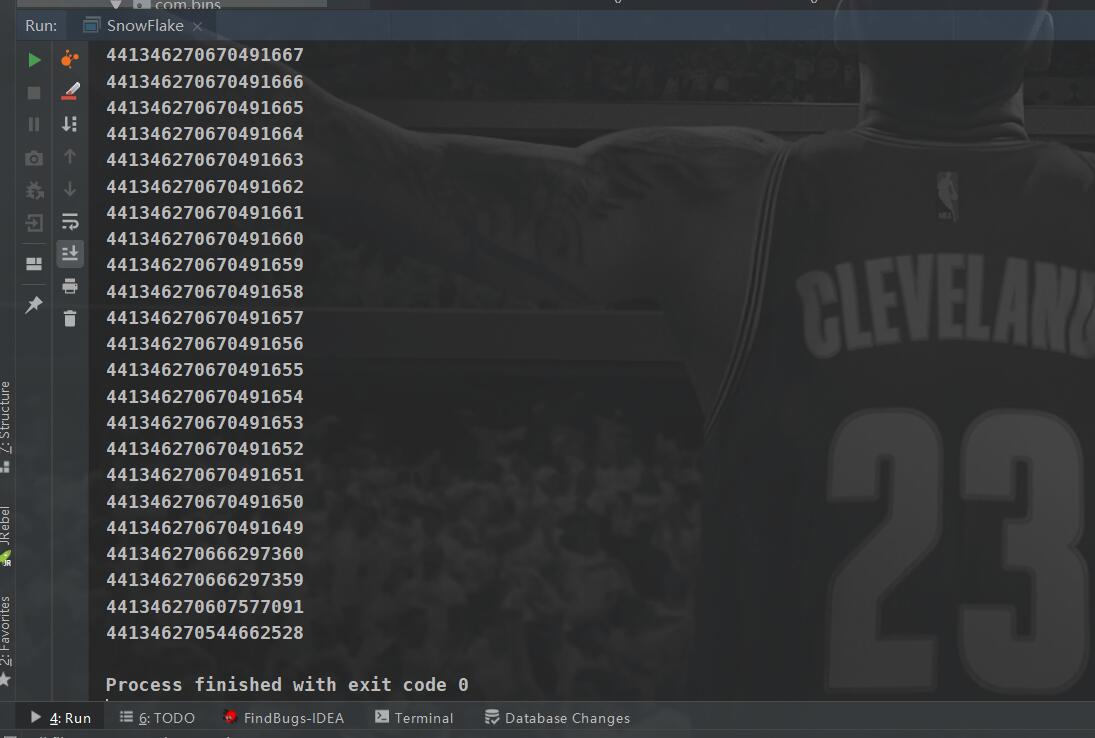 com.bins
Run: SnowFlake
441346270670491667
441346270670491666
441346270670491665
441346270670491664
441346270670491663
441346270670491662
441346270670491661
441346270670491660
441346270670491659
441346270670491658
441346270670491657
441346270670491656
441346270670491655
441346270670491654
441346270670491653
441346270670491652
441346270670491651
441346270670491650
441346270670491649
441346270666297360
441346270666297359
441346270607577091
441346270544662528
Process finished with exit code 0
7: Structure
JRebel
2: Favorites
NBA
CLEVELAND
23
4: Run 6: TODO FindBugs-IDEA Terminal Database Changes